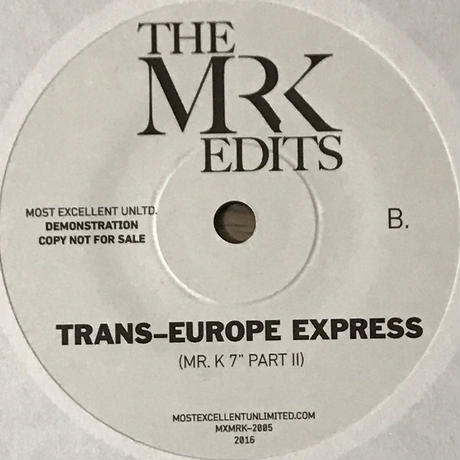 THE
MRK
EDITS
MOST EXCELLENT UNLTD.
DEMONSTRATION
COPY NOT FOR SALE
B.
TRANS-EUROPE EXPRESS
(MR. K 7" PART II)
MOSTEXCELLENTUNLIMITED.COM
MXMRK-2005
2016